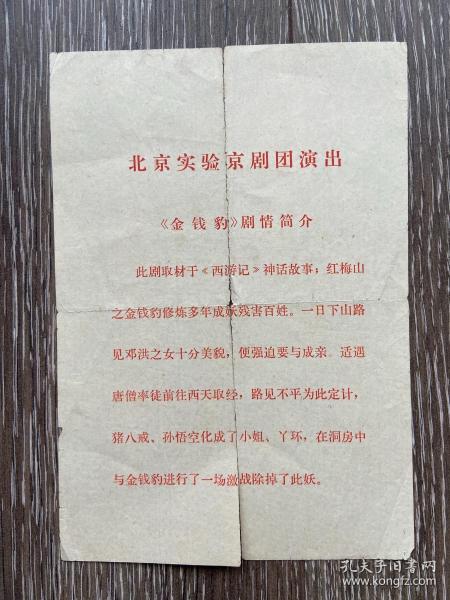 北京实验京剧团演出
《金钱豹》剧情简介
此剧取材于《西游记》神话故事；红梅山
之金钱豹修炼多年成妖残害百姓。一日下山路
见邓洪之女十分美貌，便强迫要与成亲。适遇
唐僧率徒前往西天取经，路见不平为此定计，
猪八戒、孙悟空化成了小姐、丫环，在洞房中
与金钱豹进行了一场激战除掉了此妖。
孔夫子旧书网
www.kongfz.com